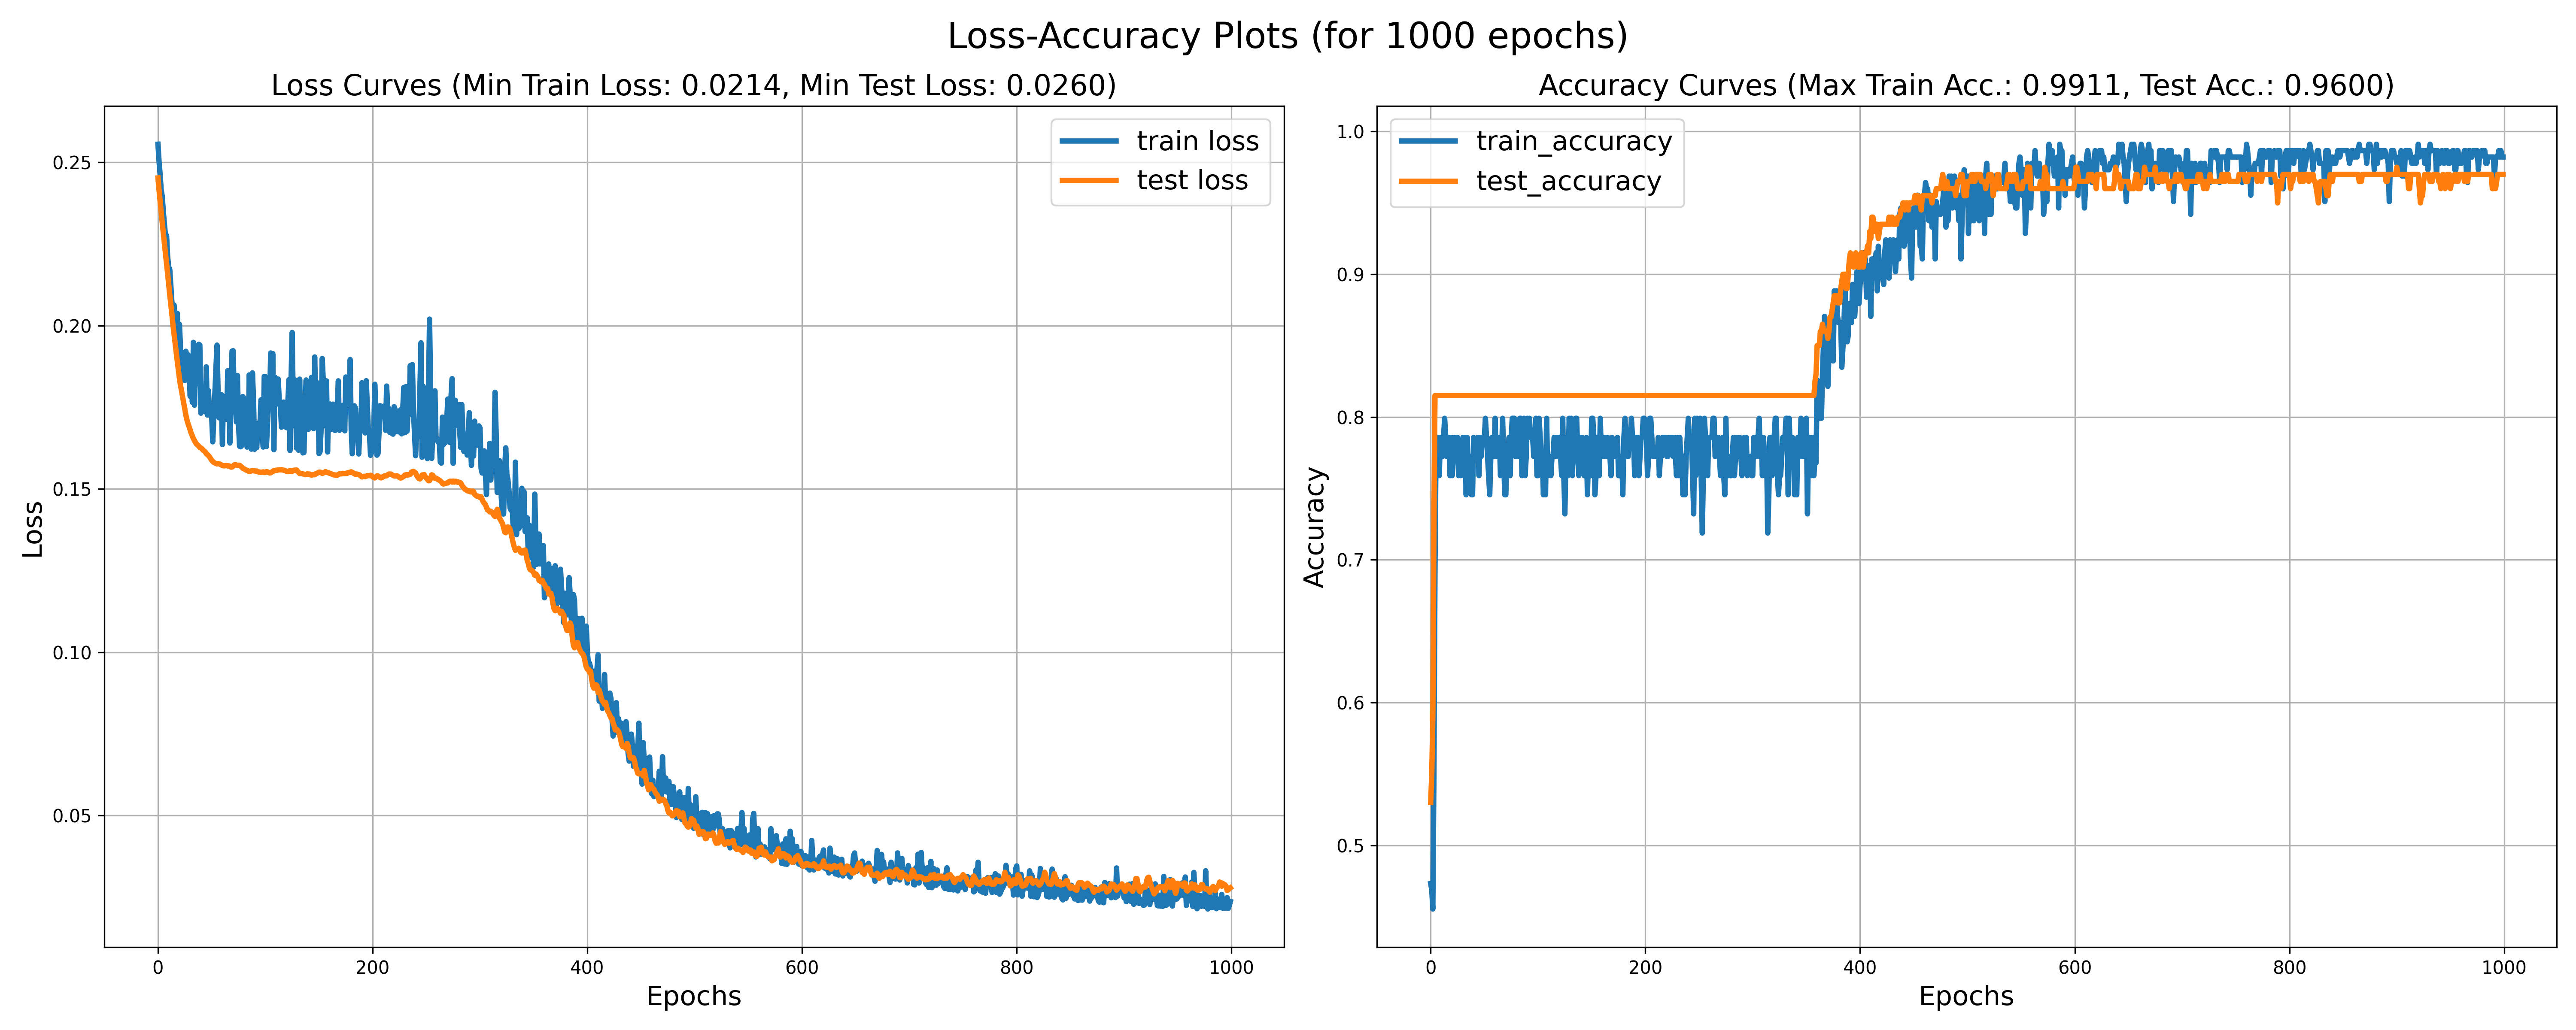 Loss-Accuracy Plots (for 1000 epochs)
Loss Curves (Min Train Loss: 0.0214, Min Test Loss: 0.0260)
train loss
test loss
0.25
0.20
0.15
0.10
0.05
Loss
0 200 400 600 800 1000
Epochs
Accuracy Curves (Max Train Acc.: 0.9911, Test Acc.: 0.9600)
train_accuracy
test_accuracy
1.0
0.9
0.8
0.7
0.6
0.5
Accuracy
0 200 400 600 800 1000
Epochs